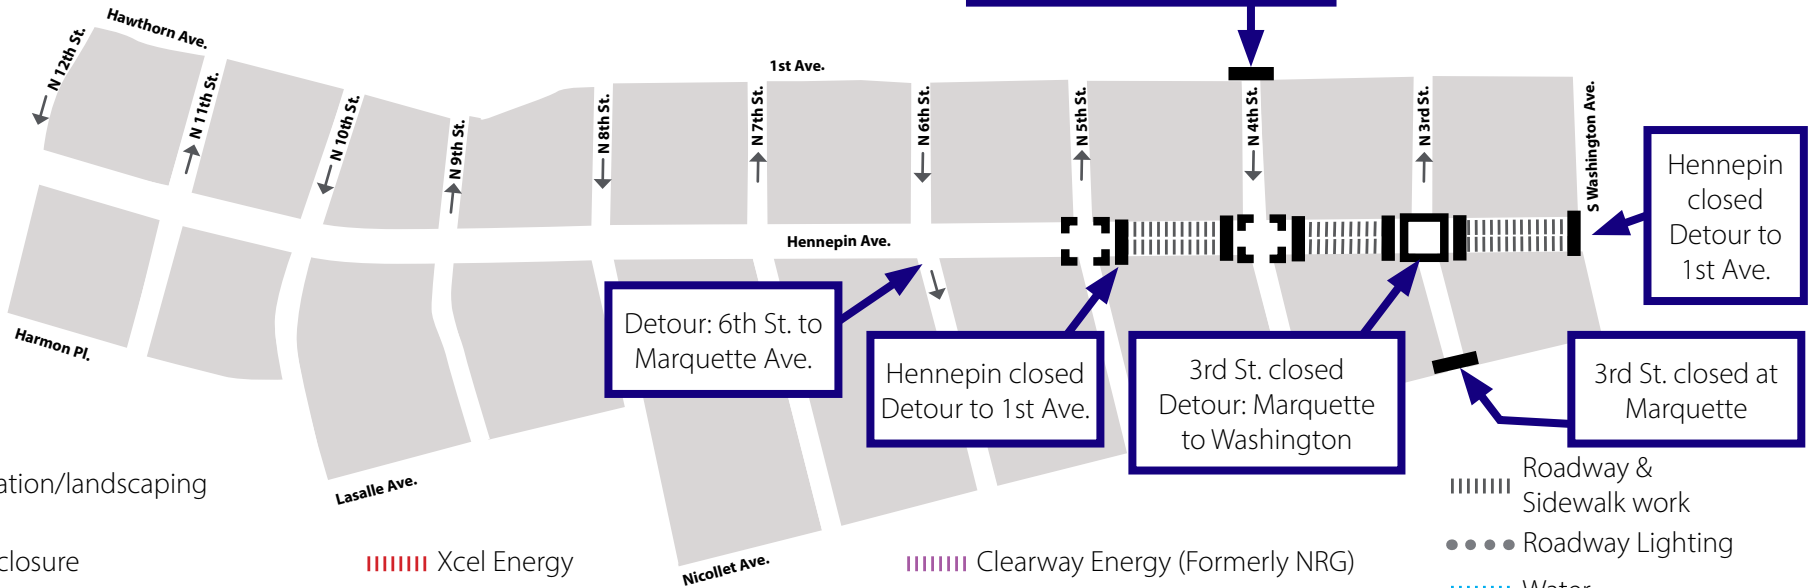 Hawthorn Ave.
N 12th St.
N 11th St.
N 10th St.
N 9th St.
N 8th St.
1st Ave.
N 7th St.
N 6th St.
N 5th St.
N 4th St.
N 3rd St.
S Washington Ave.
Hennepin
closed
Detour to
1st Ave.
Hennepin Ave.
Detour: 6th St. to
Marquette Ave.
Hennepin closed
Detour to 1st Ave.
3rd St. closed
Detour: Marquette
to Washington
3rd St. closed at
Marquette
Harmon Pl.
Lasalle Ave.
Nicollet Ave.
ation/landscaping
closure
Xcel Energy
Clearway Energy (Formerly NRG)
Roadway &
Sidewalk work
Roadway Lighting
Water